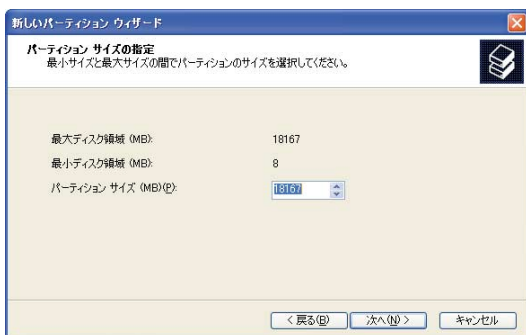 新しいパーティション ウィザード
パーティション サイズの指定
最小サイズと最大サイズの間でパーティションのサイズを選択してください。
最大ディスク領域 (MB): 18167
最小ディスク領域 (MB): 8
パーティション サイズ (MB)(P): 18167
< 戻る(B) 次へ(N) > キャンセル